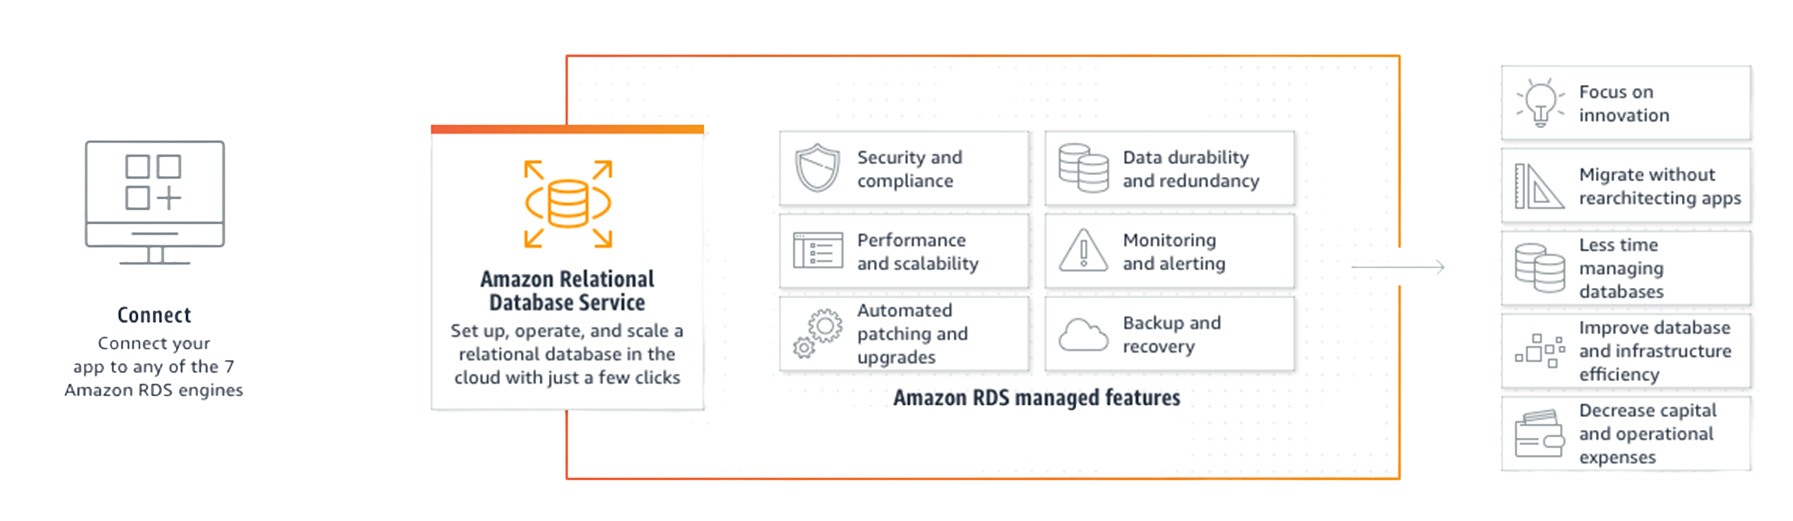 Connect
Connect your
app to any of the 7
Amazon RDS engines
Amazon Relational
Database Service
Set up, operate, and scale a
relational database in the
cloud with just a few clicks
Security and
compliance
Data durability
and redundancy
Performance
and scalability
Monitoring
and alerting
Automated
patching and
upgrades
Backup and
recovery
Amazon RDS managed features
Focus on
innovation
Migrate without
rearchitecting apps
Less time
managing
databases
Improve database
and infrastructure
efficiency
Decrease capital
and operational
expenses